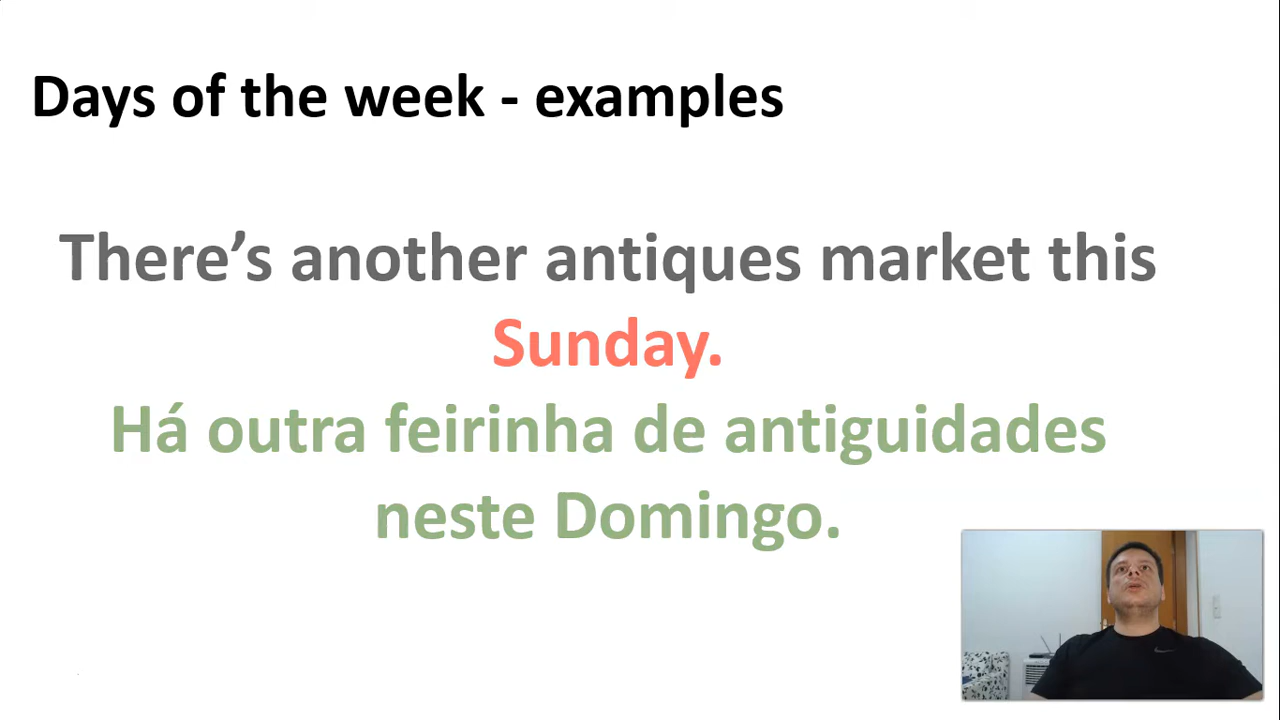 Days of the week - examples
There’s another antiques market this
Sunday.
Há outra feirinha de antiguidades
neste Domingo.